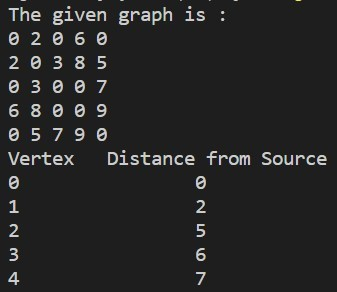 The given graph is :
0 2 0 6 0
2 0 3 8 5
0 3 0 0 7
6 8 0 0 9
0 5 7 9 0
Vertex   Distance from Source
0                0
1                2
2                5
3                6
4                7